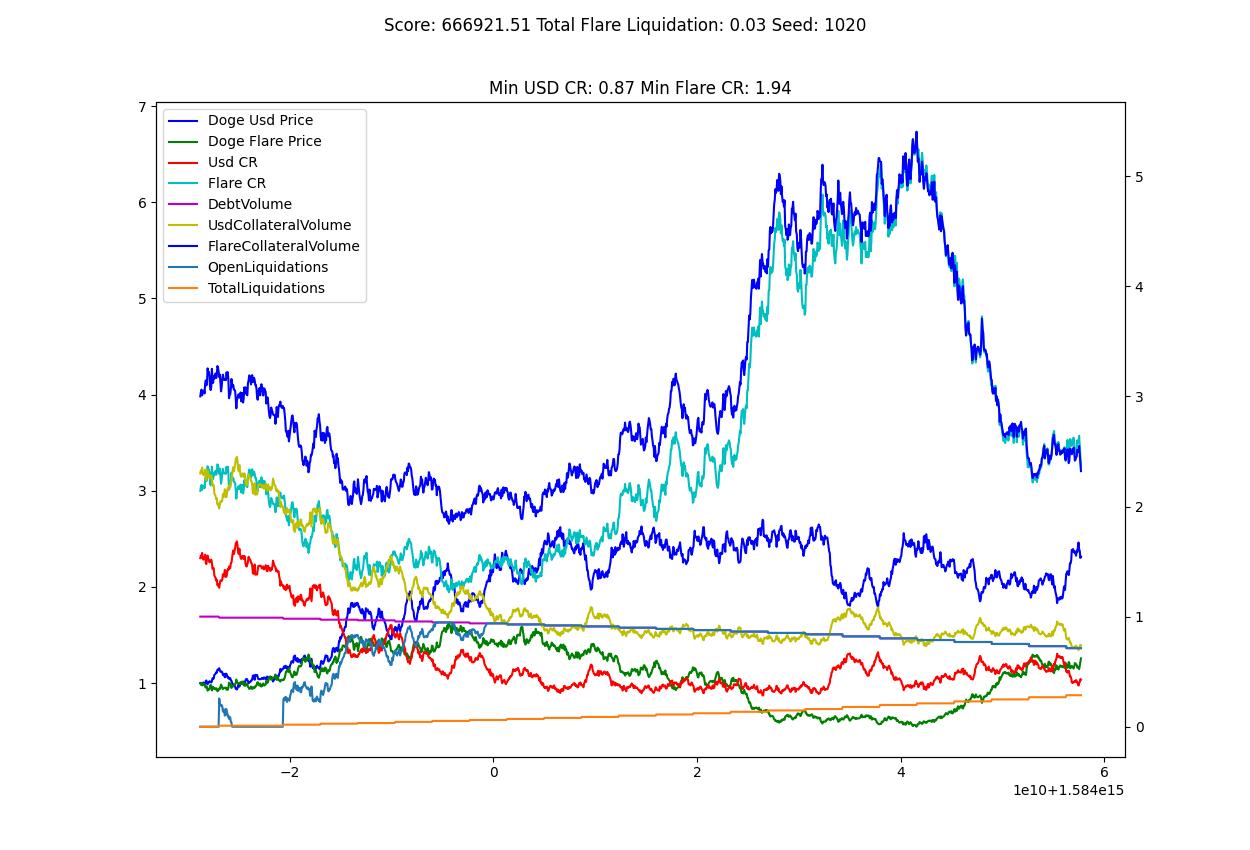 Score: 666921.51 Total Flare Liquidation: 0.03 Seed: 1020
Min USD CR: 0.87 Min Flare CR: 1.94
7
6
5
4
3
2
1
Doge Usd Price
Doge Flare Price
Usd CR
Flare CR
DebtVolume
UsdCollateralVolume
FlareCollateralVolume
OpenLiquidations
TotalLiquidations
5
4
3
2
1
0
−2
0
2
4
6
1e10+1.584e15